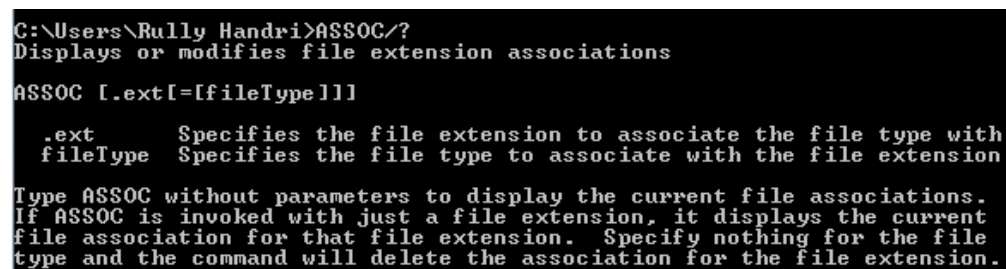 C:\Users\Rully Handri>ASSOC/?
Displays or modifies file extension associations
ASSOC [.ext[=[fileType]]]
.ext Specifies the file extension to associate the file type with
fileType Specifies the file type to associate with the file extension
Type ASSOC without parameters to display the current file associations.
If ASSOC is invoked with just a file extension, it displays the current
file association for that file extension. Specify nothing for the file
type and the command will delete the association for the file extension.